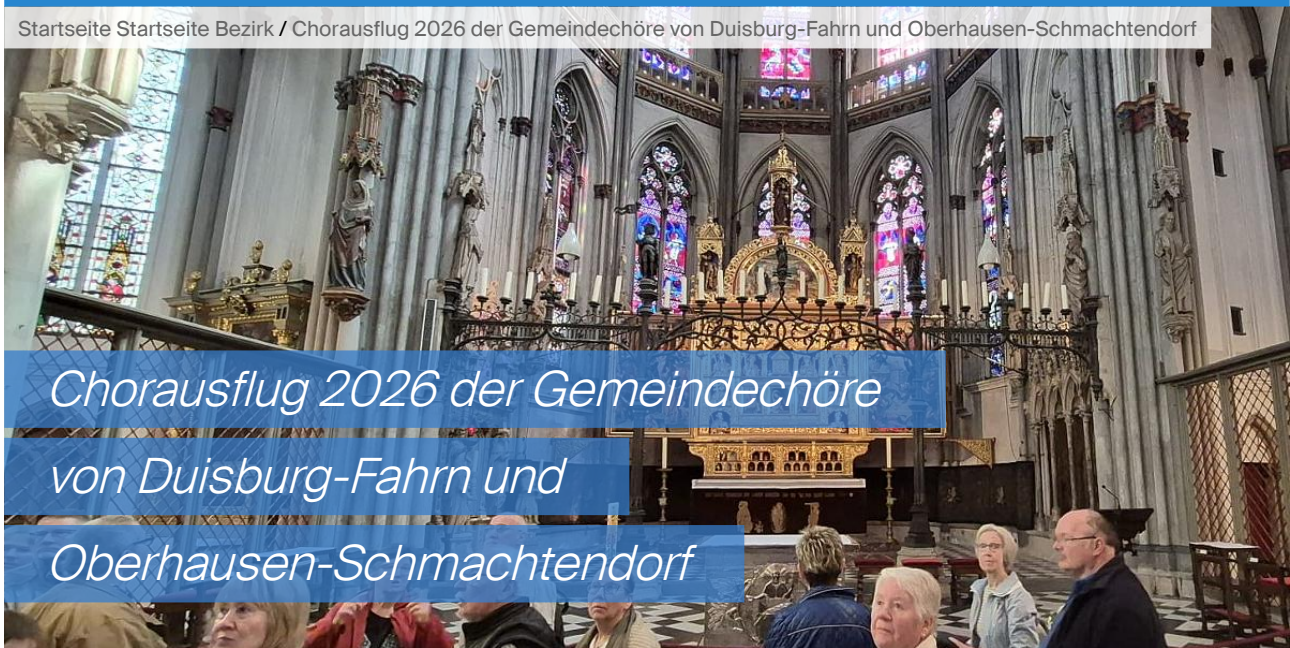 Startseite Startseite Bezirk / Chorausflug 2026 der Gemeindechöre von Duisburg-Fahrn und Oberhausen-Schmachtendorf
Chorausflug 2026 der Gemeindechöre
von Duisburg-Fahrn und
Oberhausen-Schmachtendorf